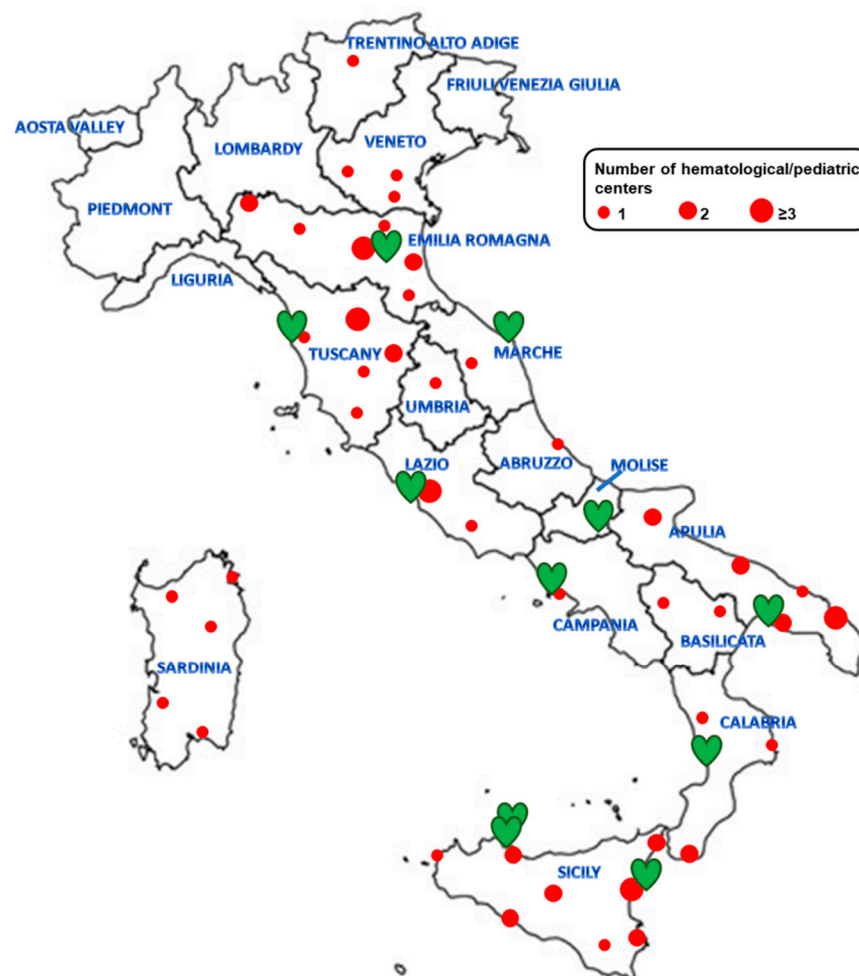 TRENTINO ALTO ADIGE
FRIULI VENEZIA GIULIA
AOSTA VALLEY
LOMBARDY
VENETO
Number of hematological/pediatric
centers
1
2
≥3
PIEDMONT
EMILIA ROMAGNA
LIGURIA
TUSCANY
MARCHE
UMBRIA
LAZIO
ABRUZZO
MOLISE
APULIA
CAMPANIA
BASILICATA
SARDINIA
CALABRIA
SICILY